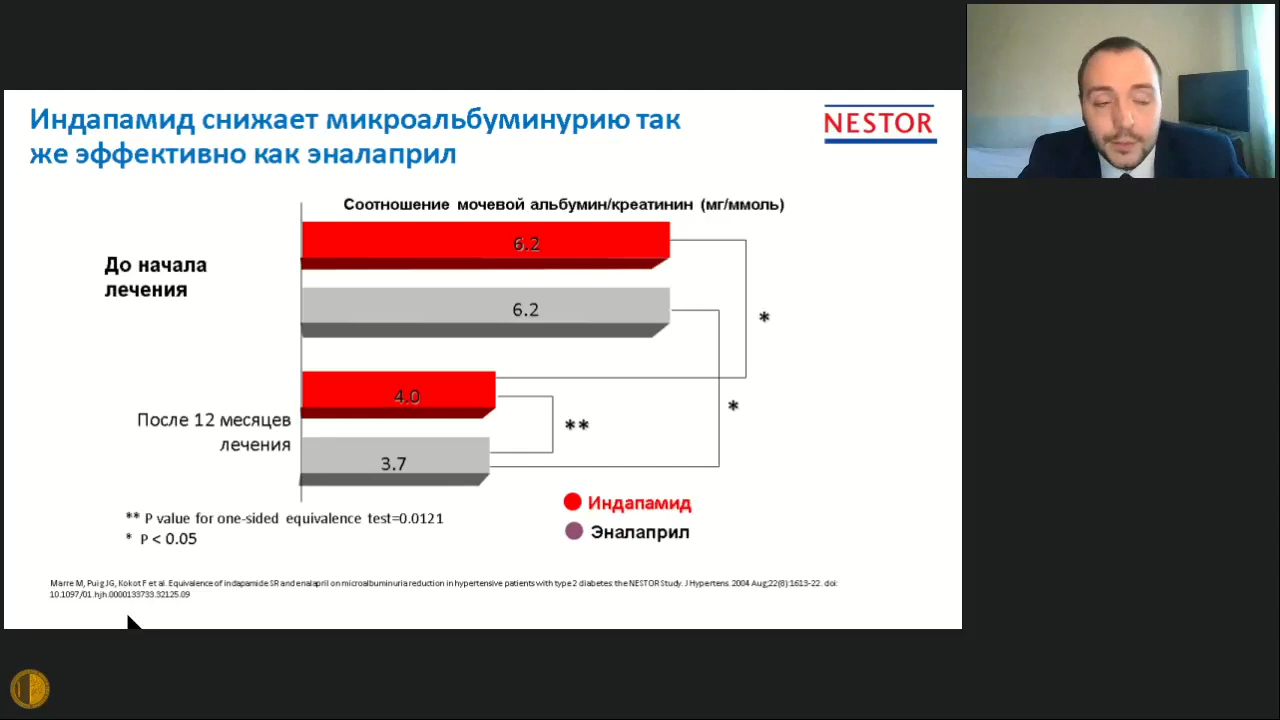 Индапамид снижает микроальбуминурию так
же эффективно как эналаприл
NESTOR
Соотношение мочевой альбумин/креатинин (мг/ммоль)
До начала
лечения
6.2
6.2
*
После 12 месяцев
лечения
4.0
3.7
**
*
** P value for one-sided equivalence test=0.0121
* P < 0.05
Индапамид
Эналаприл
Marre M, Puig JG, Kokot F et al. Equivalence of indapamide SR and enalapril on microalbuminuria reduction in hypertensive patients with type 2 diabetes: the NESTOR Study. J Hypertens. 2004 Aug;22(8):1613-22. doi:
10.1097/01.hjh.0000133733.32125.09